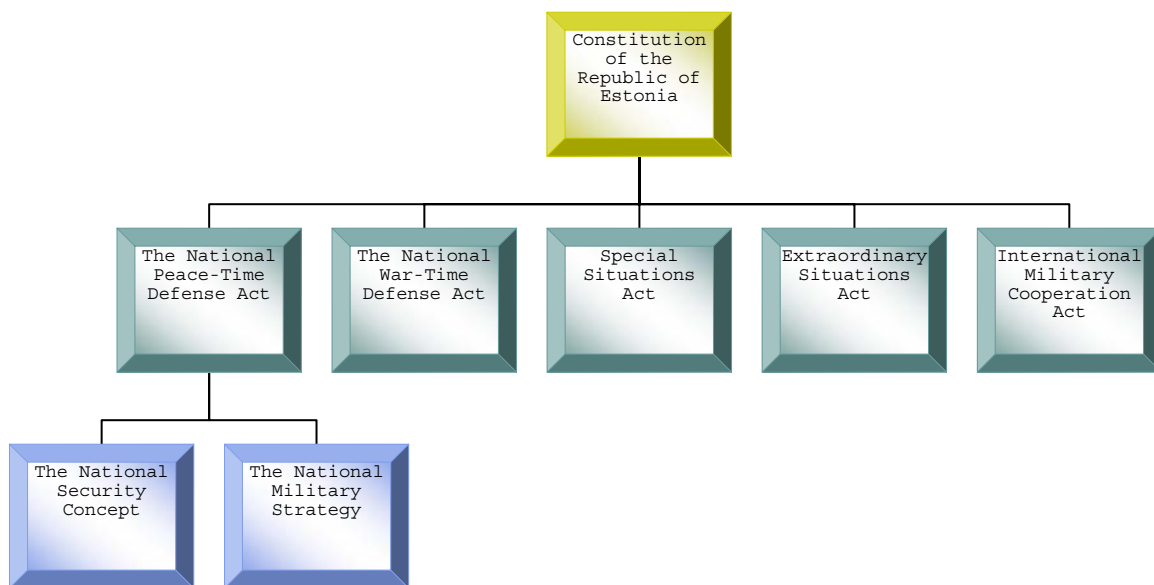 Constitution
of the
Republic of
Estonia
The National
Peace-Time
Defense Act
The National
War-Time
Defense Act
Special
Situations
Act
Extraordinary
Situations
Act
International
Military
Cooperation
Act
The National
Security
Concept
The National
Military
Strategy